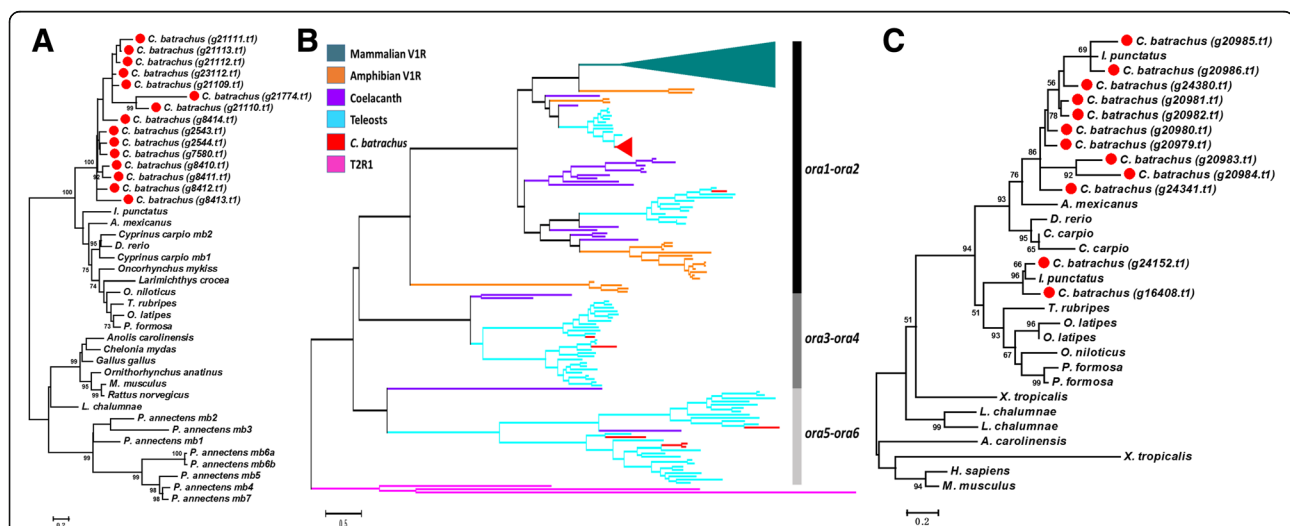 A
C. batrachus (g21111.t1)
C. batrachus (g21113.t1)
C. batrachus (g21112.t1)
C. batrachus (g23112.t1)
C. batrachus (g21109.t1)
C. batrachus (g21774.t1)
99
C. batrachus (g21110.t1)
C. batrachus (g8414.t1)
C. batrachus (g2543.t1)
C. batrachus (g2544.t1)
C. batrachus (g7580.t1)
100
C. batrachus (g8410.t1)
92
C. batrachus (g8411.t1)
C. batrachus (g8412.t1)
100
C. batrachus (g8413.t1)
I. punctatus
A. mexicanus
Cyprinus carpio mb2
95
D. rerio
Cyprinus carpio mb1
75
Oncorhynchus mykiss
74
Larimichthys crocea
O. niloticus
T. rubripes
O. latipes
73
P. formosa
Anolis carolinensis
Chelonia mydas
99
Gallus gallus
Ornithorhynchus anatinus
95
M. musculus
99
Rattus norvegicus
L. chalumnae
P. annectens mb2
P. annectens mb3
99
P. annectens mb1
100
P. annectens mb6a
P. annectens mb6b
99
P. annectens mb5
98
P. annectens mb4
98
P. annectens mb7
0.2
B
Mammalian V1R
Amphibian V1R
Coelacanth
Teleosts
C. batrachus
T2R1
ora1-ora2
ora3-ora4
ora5-ora6
0.5
C
C. batrachus (g20985.t1)
69
I. punctatus
C. batrachus (g20986.t1)
56
C. batrachus (g24380.t1)
C. batrachus (g20981.t1)
78
C. batrachus (g20982.t1)
C. batrachus (g20980.t1)
86
C. batrachus (g20979.t1)
C. batrachus (g20983.t1)
92
C. batrachus (g20984.t1)
76
C. batrachus (g24341.t1)
93
A. mexicanus
D. rerio
95
C. carpio
65
C. carpio
94
66
C. batrachus (g24152.t1)
96
I. punctatus
C. batrachus (g16408.t1)
51
T. rubripes
93
96
O. latipes
O. latipes
67
O. niloticus
P. formosa
99
P. formosa
51
X. tropicalis
L. chalumnae
99
L. chalumnae
A. carolinensis
X. tropicalis
H. sapiens
94
M. musculus
0.2